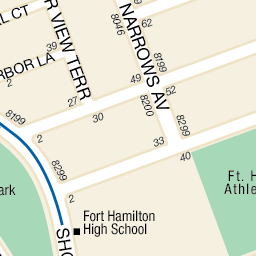 L CT
R VIEW TERR
NARROWS AV
8046
62
39
RBOR LA
8199
49
52
27
30
8200
8199
2
8299
33
40
8299
2
Ft. H
Athle
ark
SHO
Fort Hamilton
High School